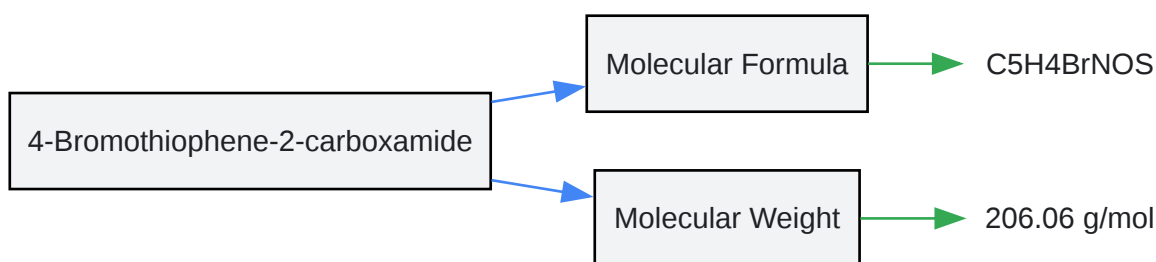 Molecular Formula
C5H4BrNOS
4-Bromothiophene-2-carboxamide
Molecular Weight
206.06 g/mol